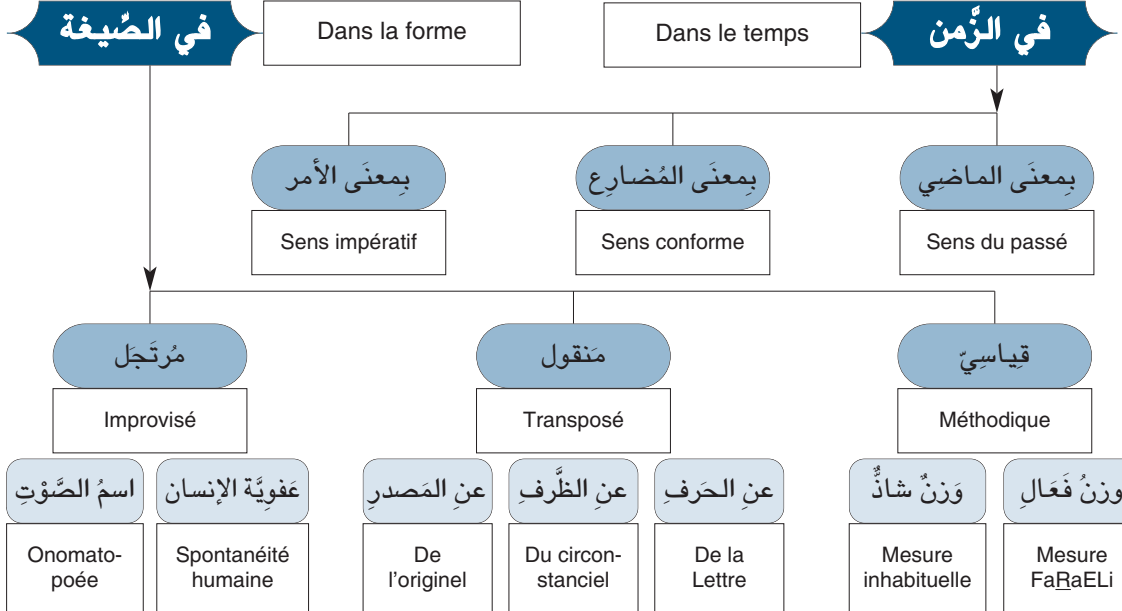 في الصِّيغة
Dans la forme
Dans le temps
في الزَّمن
بِمعنَى الأمر
بِمعنَى المُضارِع
بِمعنَى الماضِي
Sens impératif
Sens conforme
Sens du passé
مُرتَجَل
مَنقول
قِياسِيّ
Improvisé
Transposé
Méthodique
اسمُ الصَّوْتِ
عَفويَّة الإنسان
عنِ المَصدرِ
عنِ الظَّرفِ
عنِ الحَرفِ
وَزنٌ شاذٌّ
وزنُ فَعَالِ
Onomato-
poée
Spontanéité
humaine
De
l'originel
Du circon-
stanciel
De la
Lettre
Mesure
inhabituelle
Mesure
FaRaELi